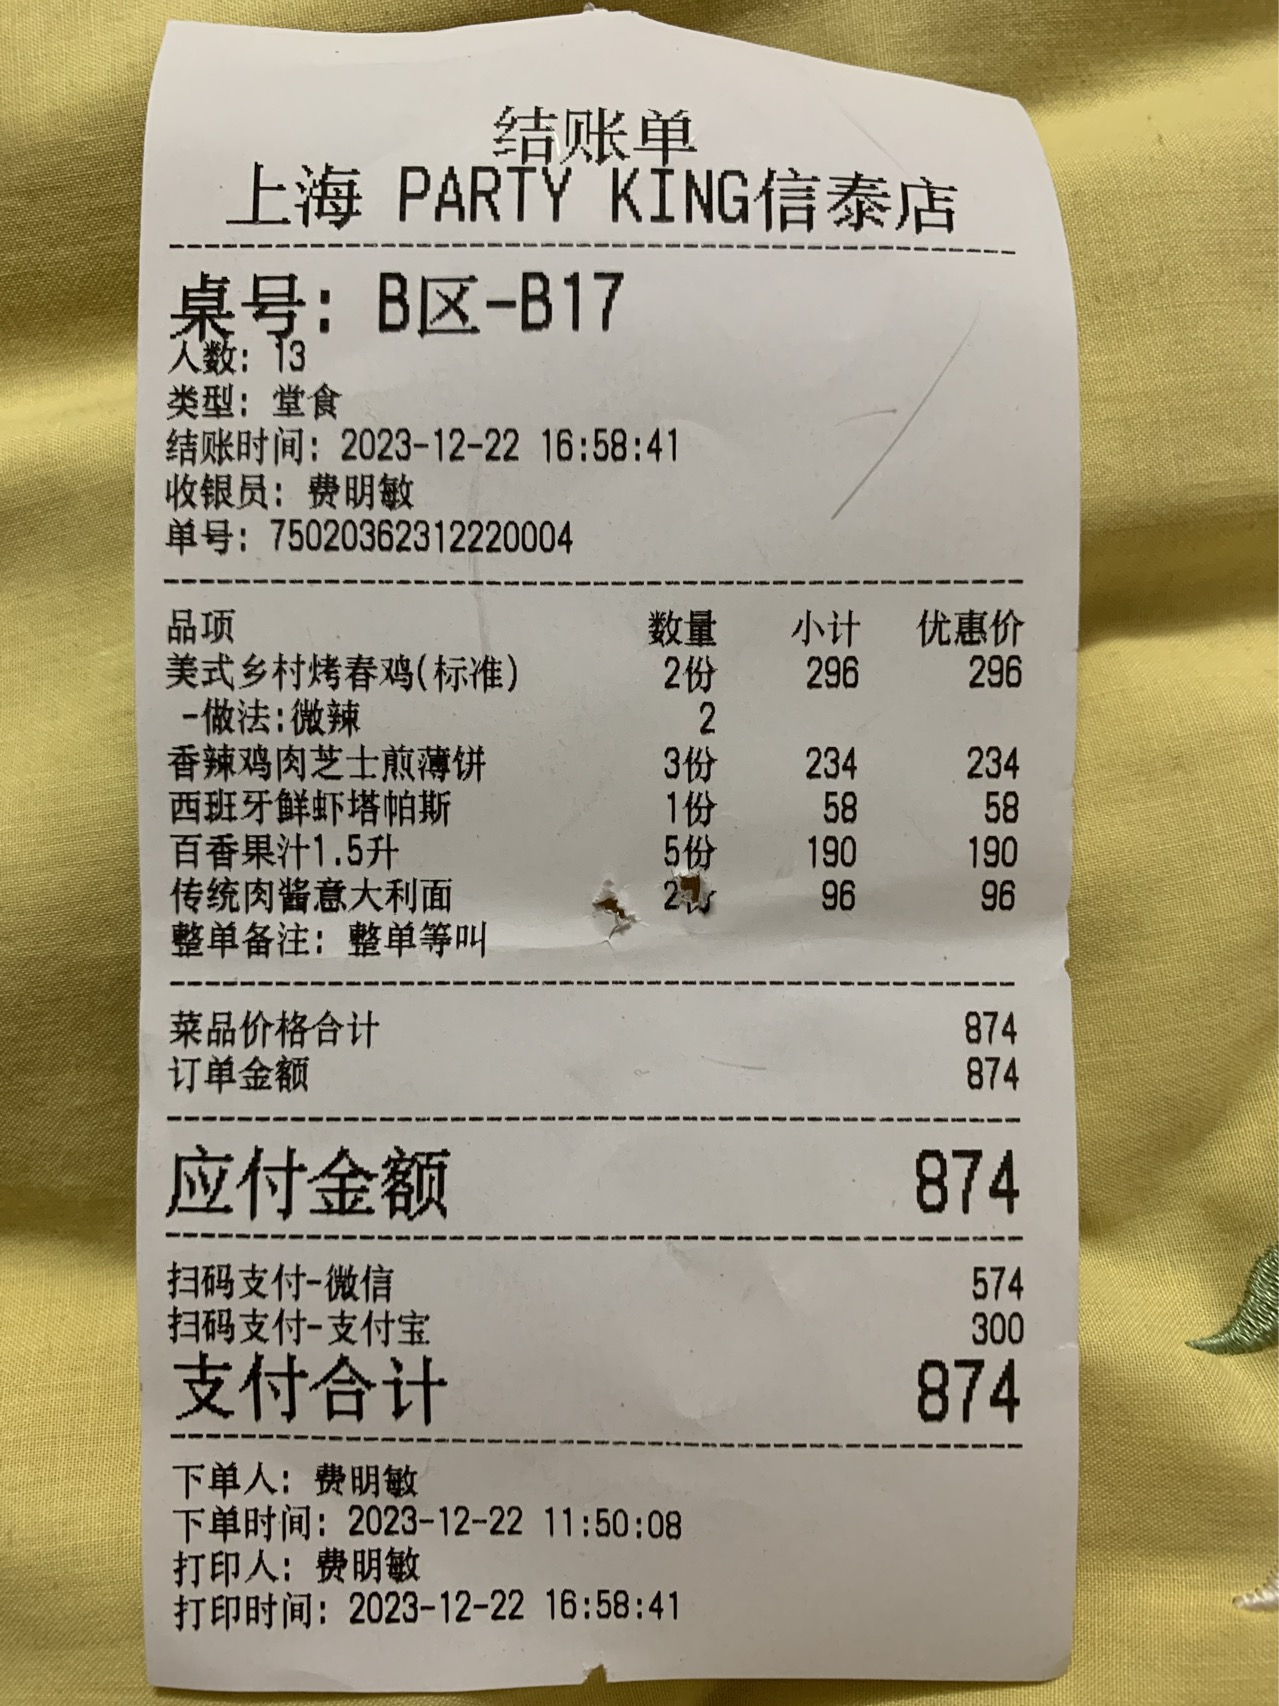 结账单
上海 PARTY KING信泰店
桌号: B区-B17
人数: 13
类型: 堂食
结账时间: 2023-12-22 16:58:41
收银员: 费明敏
单号: 75020362312220004
品项 数量 小计 优惠价
美式乡村烤春鸡(标准) 2份 296 296
-做法:微辣 2
香辣鸡肉芝士煎薄饼 3份 234 234
西班牙鲜虾塔帕斯 1份 58 58
百香果汁1.5升 5份 190 190
传统肉酱意大利面 2份 96 96
整单备注: 整单等叫
菜品价格合计 874
订单金额 874
应付金额 874
扫码支付-微信 574
扫码支付-支付宝 300
支付合计 874
下单人: 费明敏
下单时间: 2023-12-22 11:50:08
打印人: 费明敏
打印时间: 2023-12-22 16:58:41